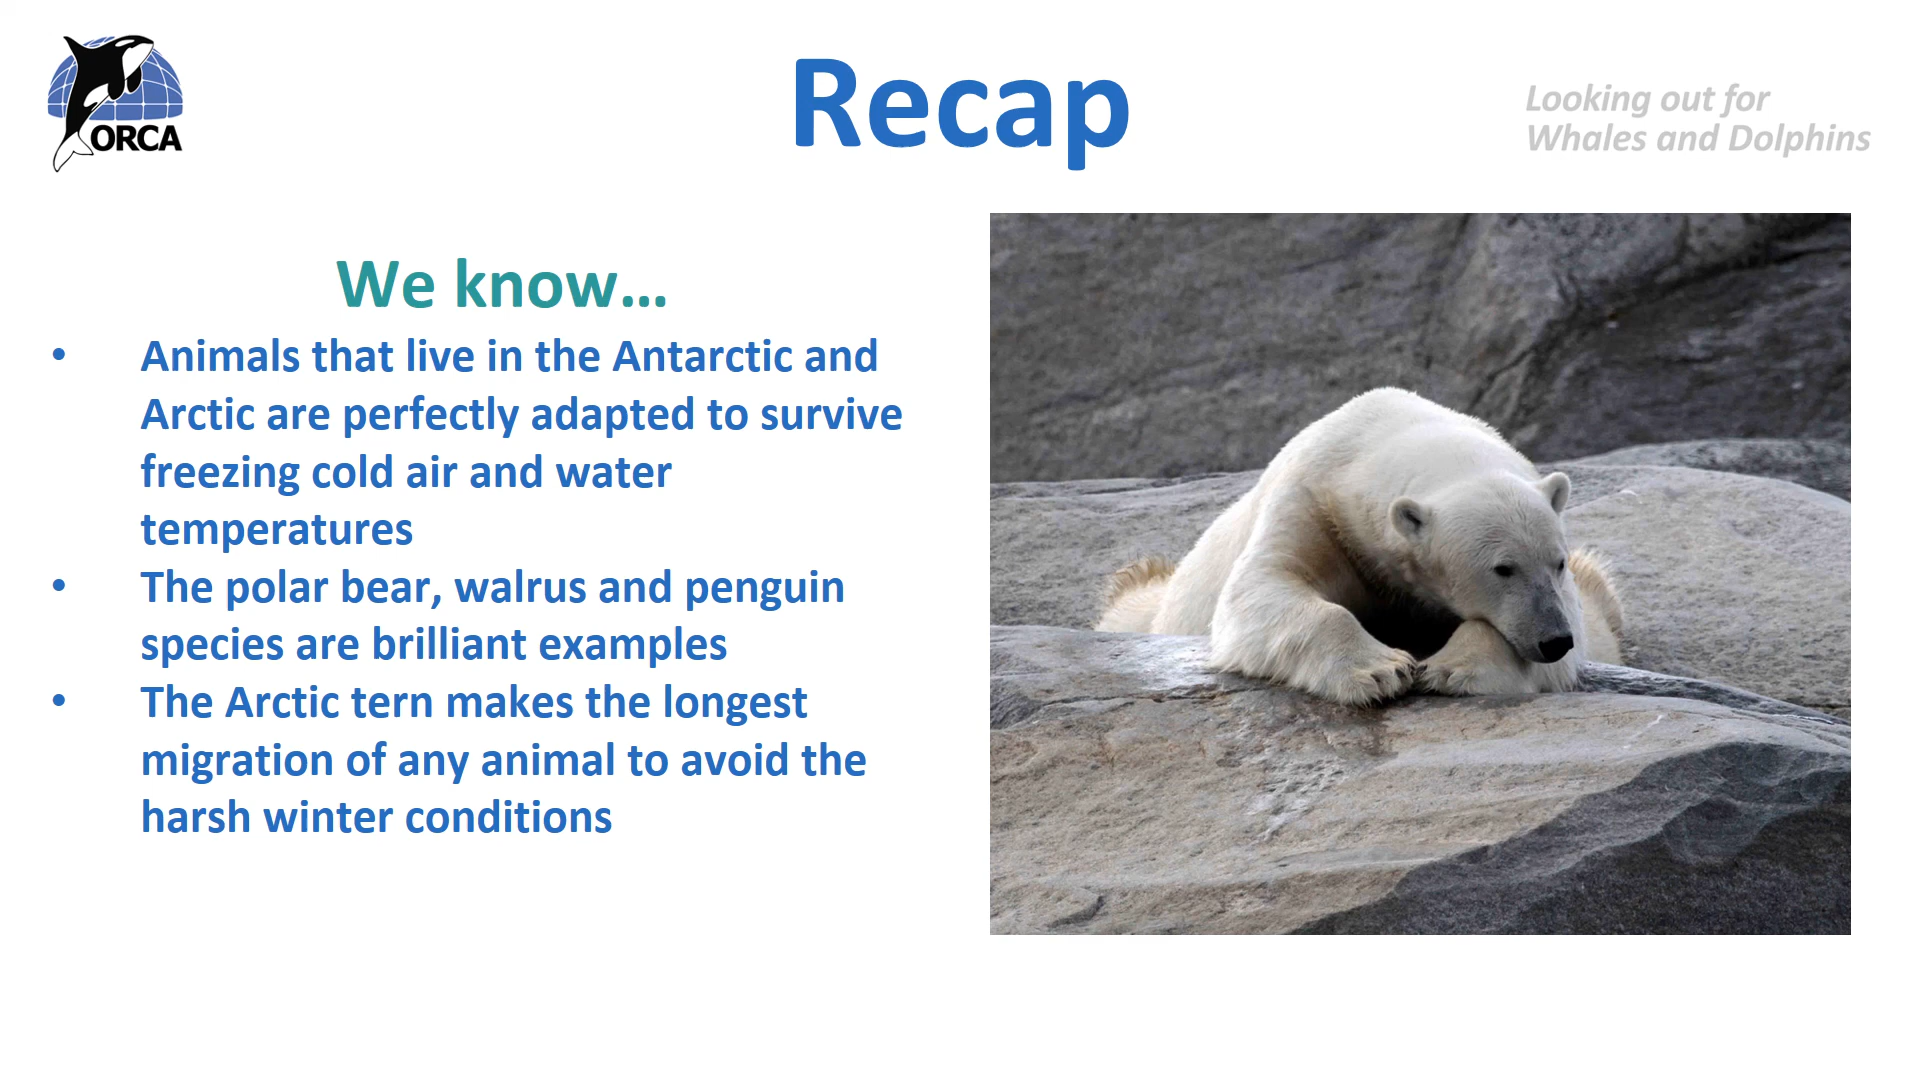 ORCA
Recap
Looking out for
Whales and Dolphins
We know…
• Animals that live in the Antarctic and
Arctic are perfectly adapted to survive
freezing cold air and water
temperatures
• The polar bear, walrus and penguin
species are brilliant examples
• The Arctic tern makes the longest
migration of any animal to avoid the
harsh winter conditions